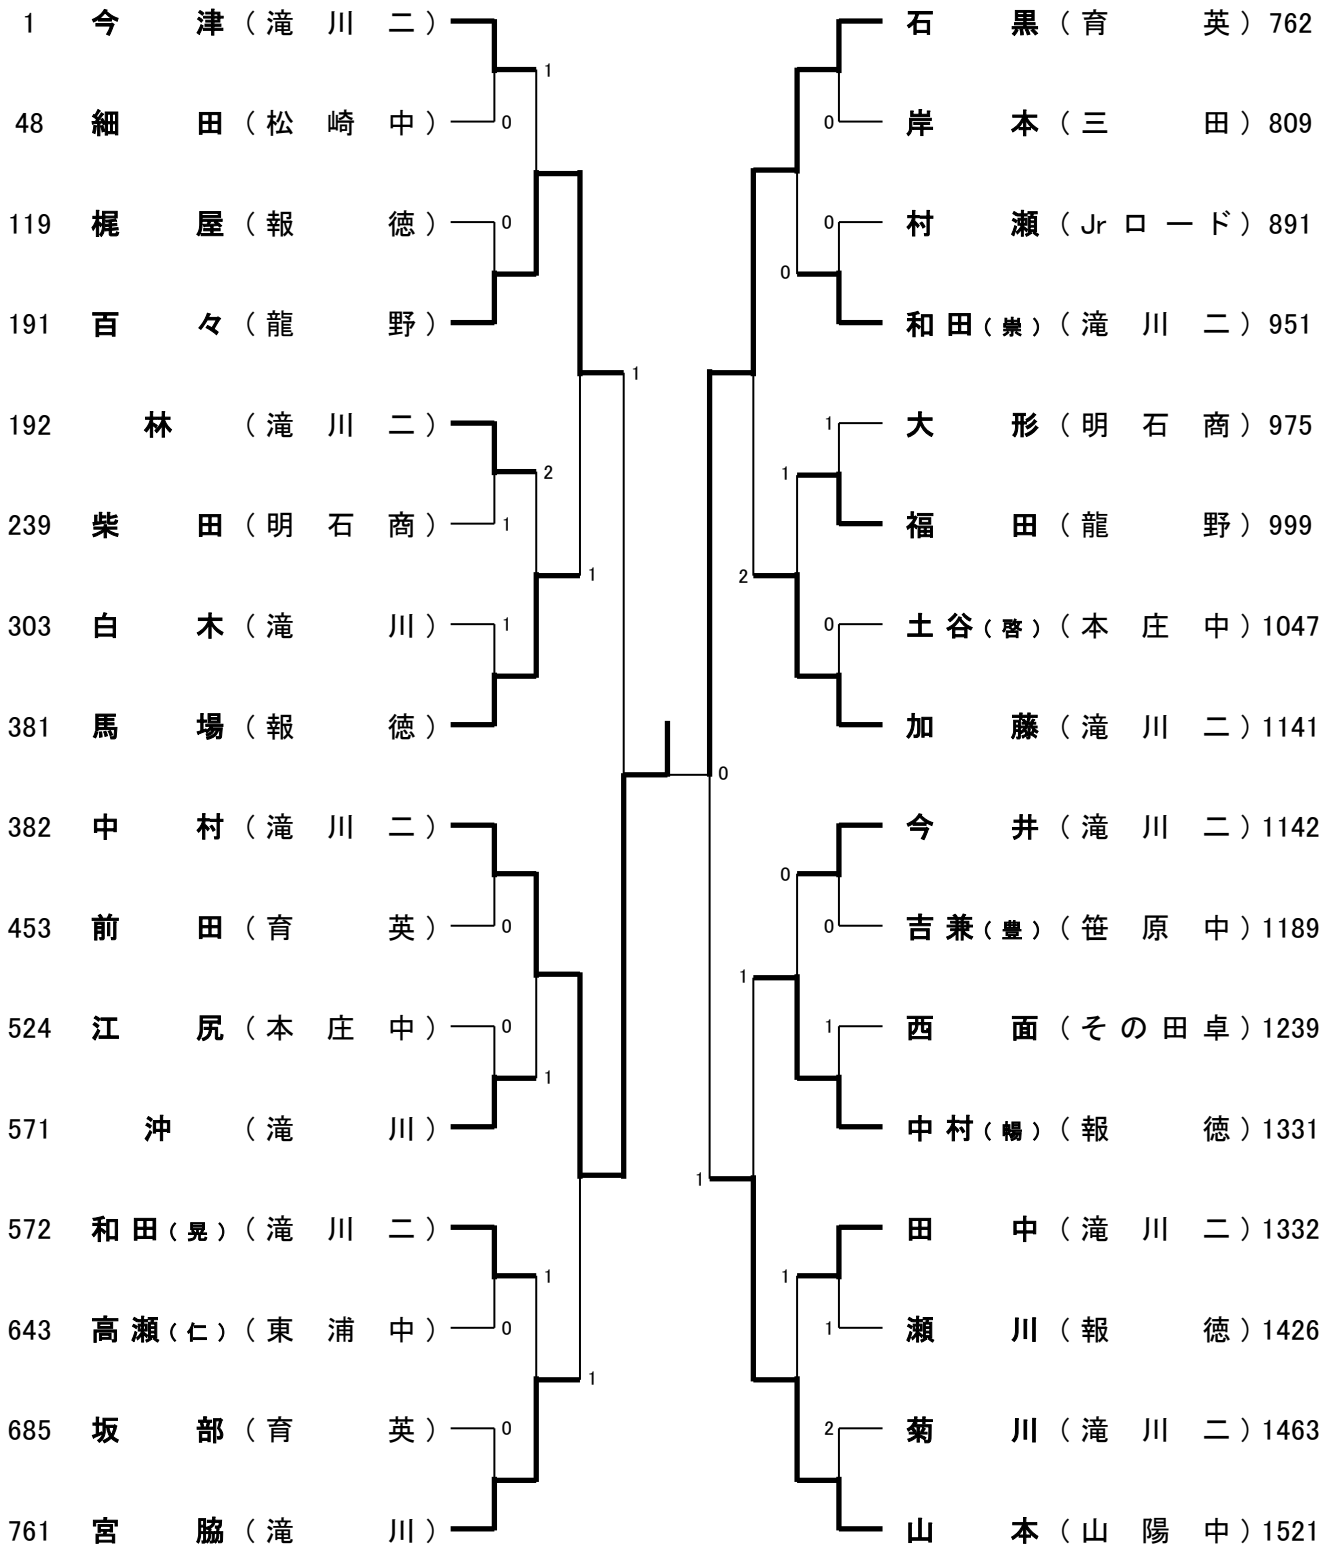 1 今津（滝川二）
1
48 細田（松崎中）0
119 梶屋（報徳）0
191 百々（龍野）
1
192 林（滝川二）
2
239 柴田（明石商）1
1
303 白木（滝川）1
381 馬場（報徳）
382 中村（滝川二）
453 前田（育英）0
524 江尻（本庄中）0
1
571 沖（滝川）
572 和田（晃）（滝川二）
1
643 高瀬（仁）（東浦中）0
1
685 坂部（育英）0
761 宮脇（滝川）
石黒（育英）762
0 岸本（三田）809
0 村瀬（Jrロード）891
0
和田（崇）（滝川二）951
1 大形（明石商）975
1
福田（龍野）999
2
0 土谷（啓）（本庄中）1047
加藤（滝川二）1141
0
今井（滝川二）1142
0
0 吉兼（豊）（笹原中）1189
1
1 西面（その田卓）1239
中村（暢）（報徳）1331
1
田中（滝川二）1332
1
1 瀬川（報徳）1426
2 菊川（滝川二）1463
山本（山陽中）1521